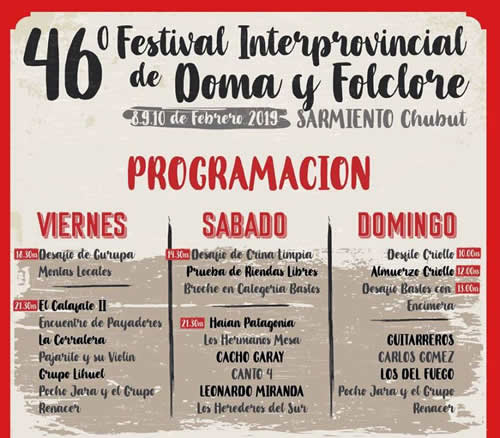 46º Festival Interprovincial
de Doma y Folclore
8.9.10 de Febrero 2019 SARMIENTO Chubut
PROGRAMACION
VIERNES
18.30hs Desafio de Gurupa
Montas Locales
21.30hs El Calafate II
Encuentro de Payadores
La Corralera
Pajarito y su Violin
Grupo Lihuel
Pocho Jara y el Grupo
Renacer
SABADO
19.30hs Desafio de Crina Limpia
Prueba de Riendas Libres
Broche en Categoria Bastos
21.30hs Haian Patagonia
Los Hermanos Mesa
CACHO GARAY
CANTO 4
LEONARDO MIRANDA
Los Herederos del Sur
DOMINGO
Desfile Criollo 10.00hs
Almuerzo Criollo 12.00hs
Desafio Bastos con 13.00hs
Encimera
GUITARREROS
CARLOS GOMEZ
LOS DEL FUEGO
Pocho Jara y el Grupo
Renacer